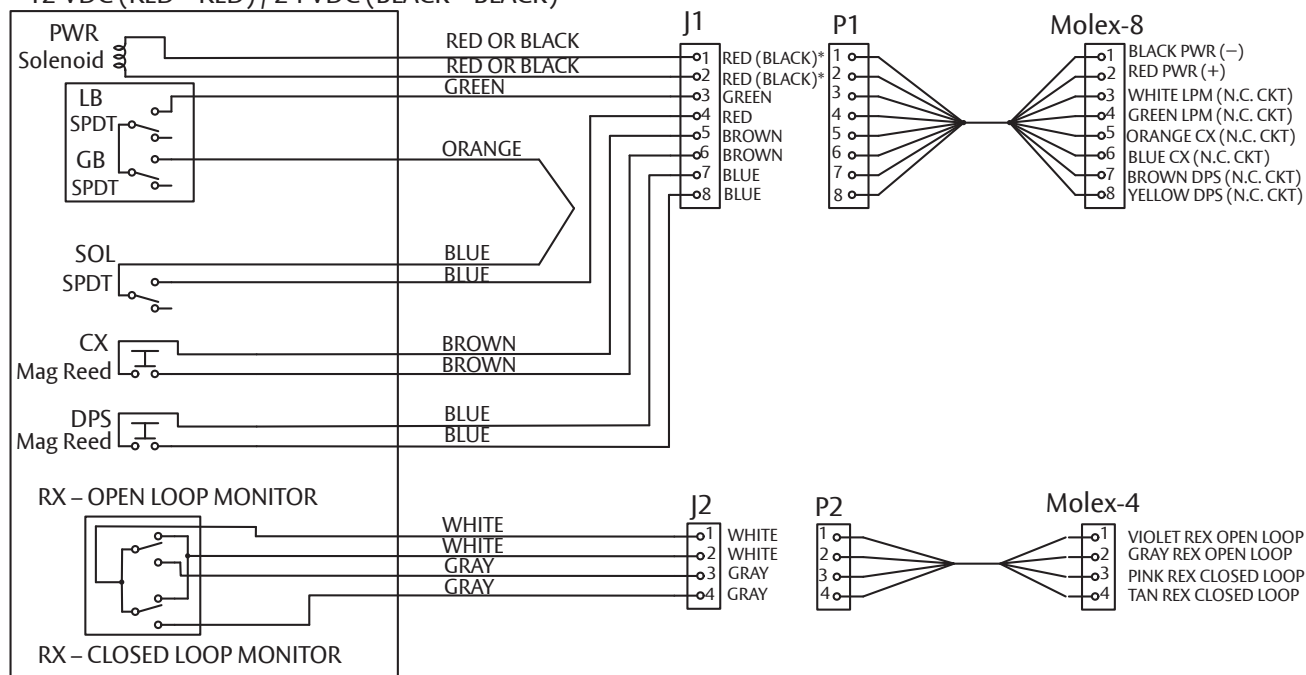 12 VDC (RED – RED) / 24 VDC (BLACK – BLACK)
PWR
Solenoid
LB
SPDT
GB
SPDT
SOL
SPDT
CX
Mag Reed
DPS
Mag Reed
RX – OPEN LOOP MONITOR
RX – CLOSED LOOP MONITOR
RED OR BLACK
RED OR BLACK
GREEN
ORANGE
BLUE
BLUE
BROWN
BROWN
BLUE
BLUE
WHITE
WHITE
GRAY
GRAY
J1
1 RED (BLACK)*
2 RED (BLACK)*
3 GREEN
4 RED
5 BROWN
6 BROWN
7 BLUE
8 BLUE
P1
1
2
3
4
5
6
7
8
Molex-8
1 BLACK PWR (–)
2 RED PWR (+)
3 WHITE LPM (N.C. CKT)
4 GREEN LPM (N.C. CKT)
5 ORANGE CX (N.C. CKT)
6 BLUE CX (N.C. CKT)
7 BROWN DPS (N.C. CKT)
8 YELLOW DPS (N.C. CKT)
J2
1 WHITE
2 WHITE
3 GRAY
4 GRAY
P2
1
2
3
4
Molex-4
1 VIOLET REX OPEN LOOP
2 GRAY REX OPEN LOOP
3 PINK REX CLOSED LOOP
4 TAN REX CLOSED LOOP